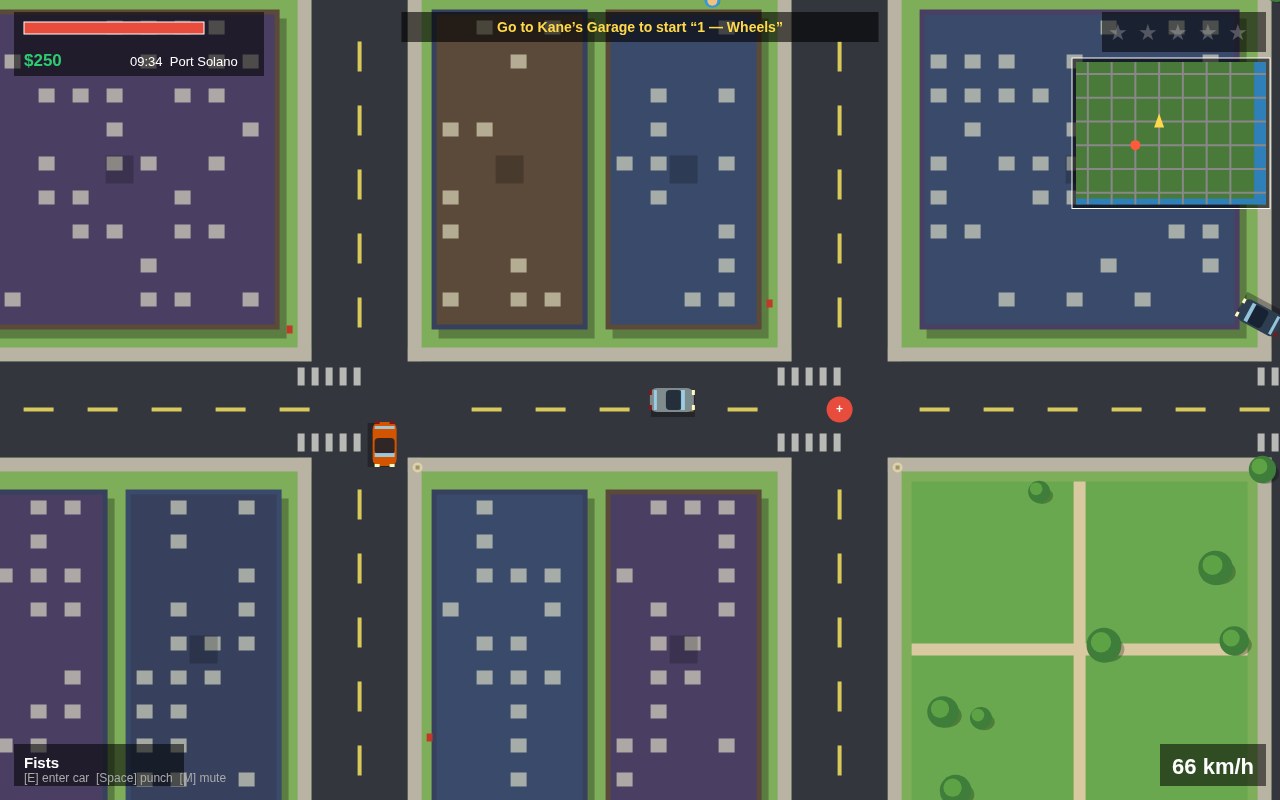 Go to Kane’s Garage to start “1 — Wheels”
$250 09:34 Port Solano
+
Fists
[E] enter car [Space] punch [M] mute
66 km/h